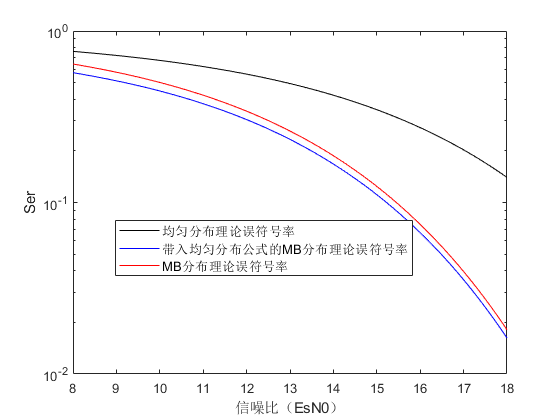 10^0
10^-1
10^-2
Ser
均匀分布理论误符号率
带入均匀分布公式的MB分布理论误符号率
MB分布理论误符号率
8 9 10 11 12 13 14 15 16 17 18
信噪比（EsN0）